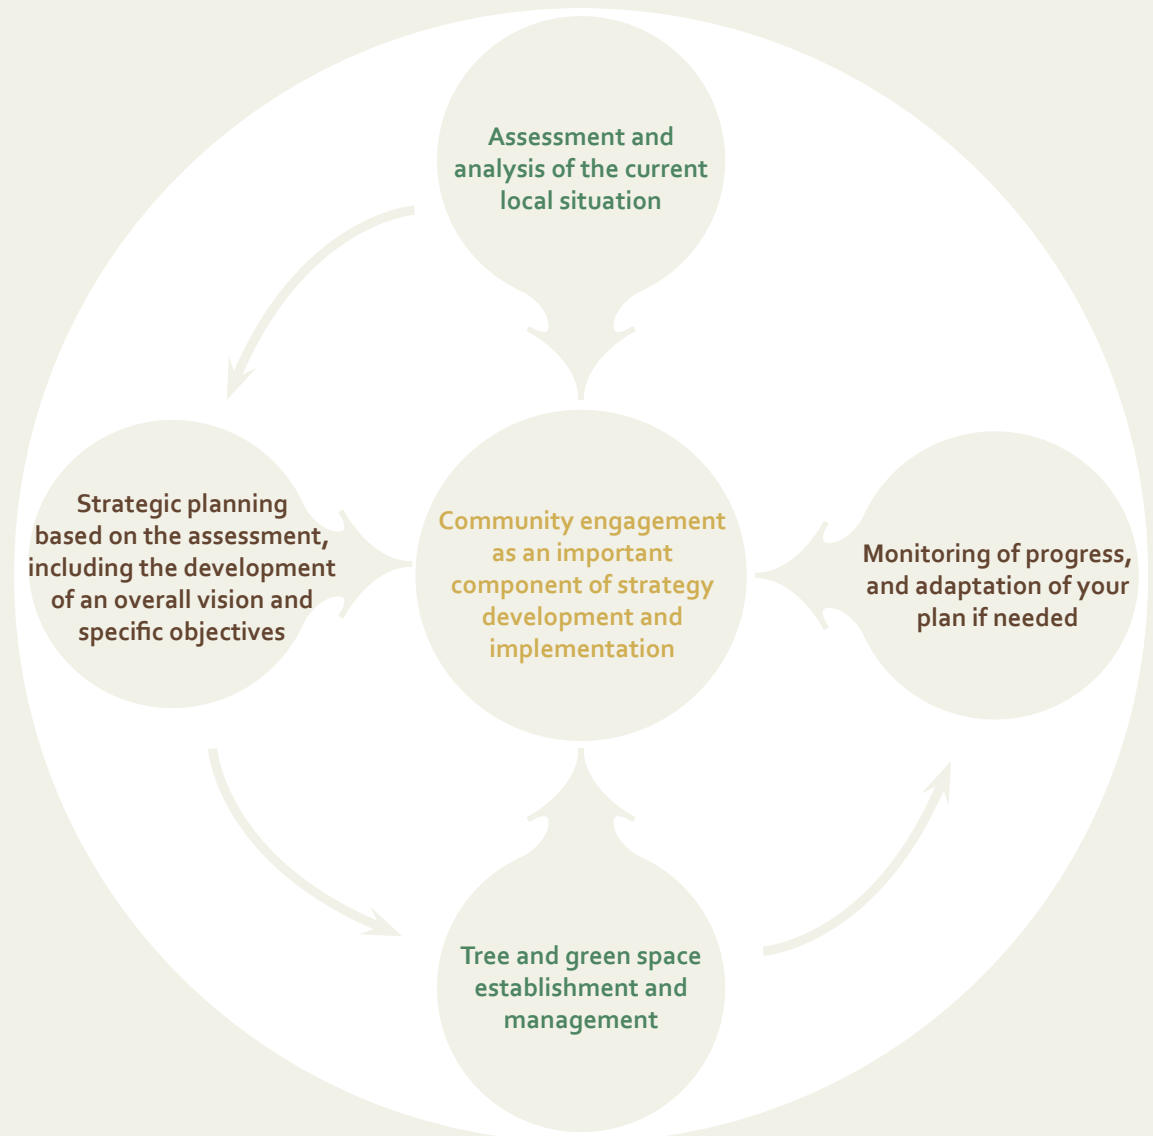 Assessment and
analysis of the current
local situation
Strategic planning
based on the assessment,
including the development
of an overall vision and
specific objectives
Community engagement
as an important
component of strategy
development and
implementation
Monitoring of progress,
and adaptation of your
plan if needed
Tree and green space
establishment and
management